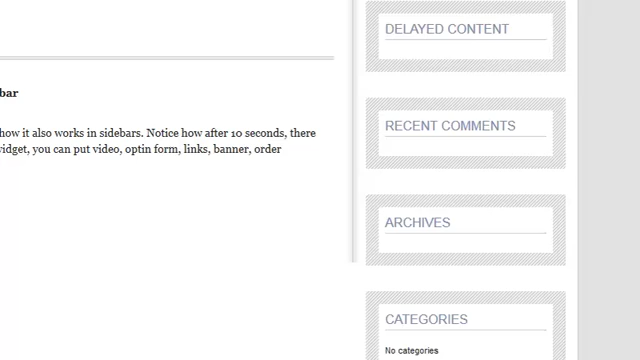 bar
how it also works in sidebars. Notice how after 10 seconds, there
widget, you can put video, optin form, links, banner, order
DELAYED CONTENT
RECENT COMMENTS
ARCHIVES
CATEGORIES
No categories